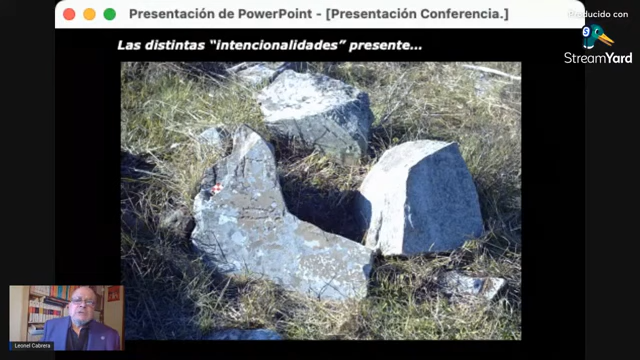 Presentación de PowerPoint - [Presentación Conferencia.]
Producido con
StreamYard
Las distintas “intencionalidades” presente...
Leonel Cabrera